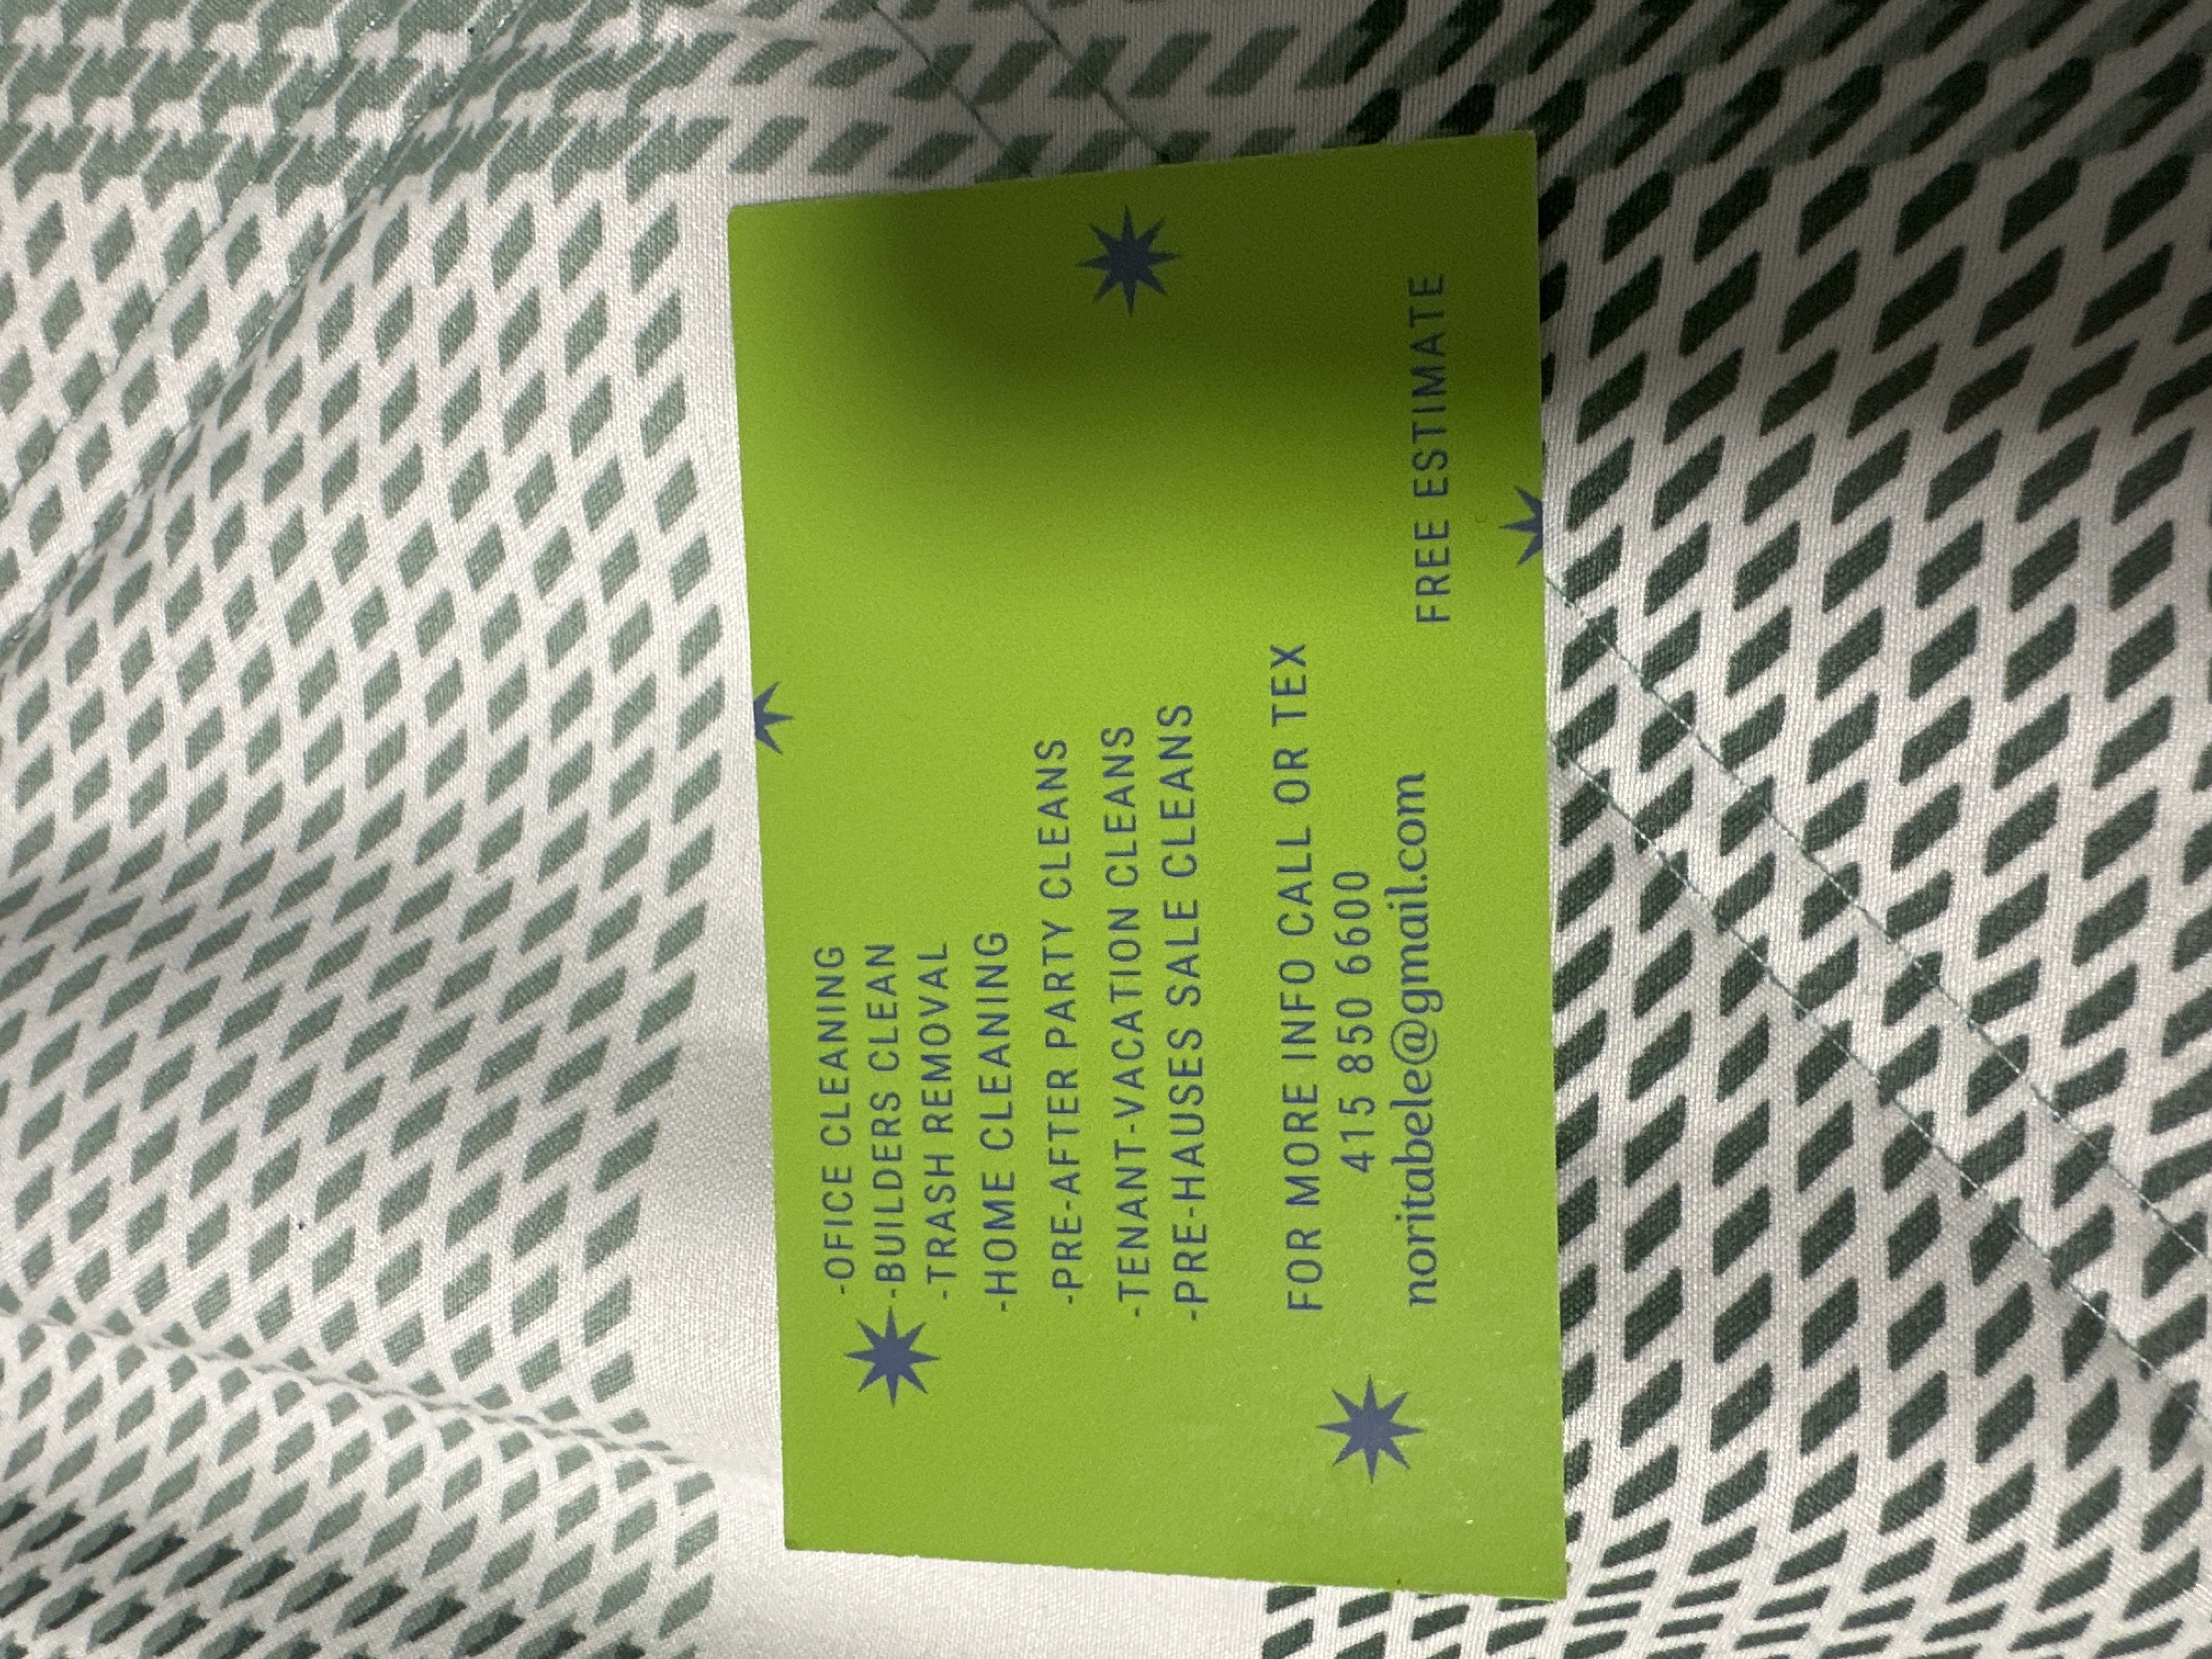 -OFICE CLEANING
-BUILDERS CLEAN
-TRASH REMOVAL
-HOME CLEANING
-PRE-AFTER PARTY CLEANS
-TENANT-VACATION CLEANS
-PRE-HAUSES SALE CLEANS
FOR MORE INFO CALL OR TEX
415 850 6600
noritabele@gmail.com
FREE ESTIMATE